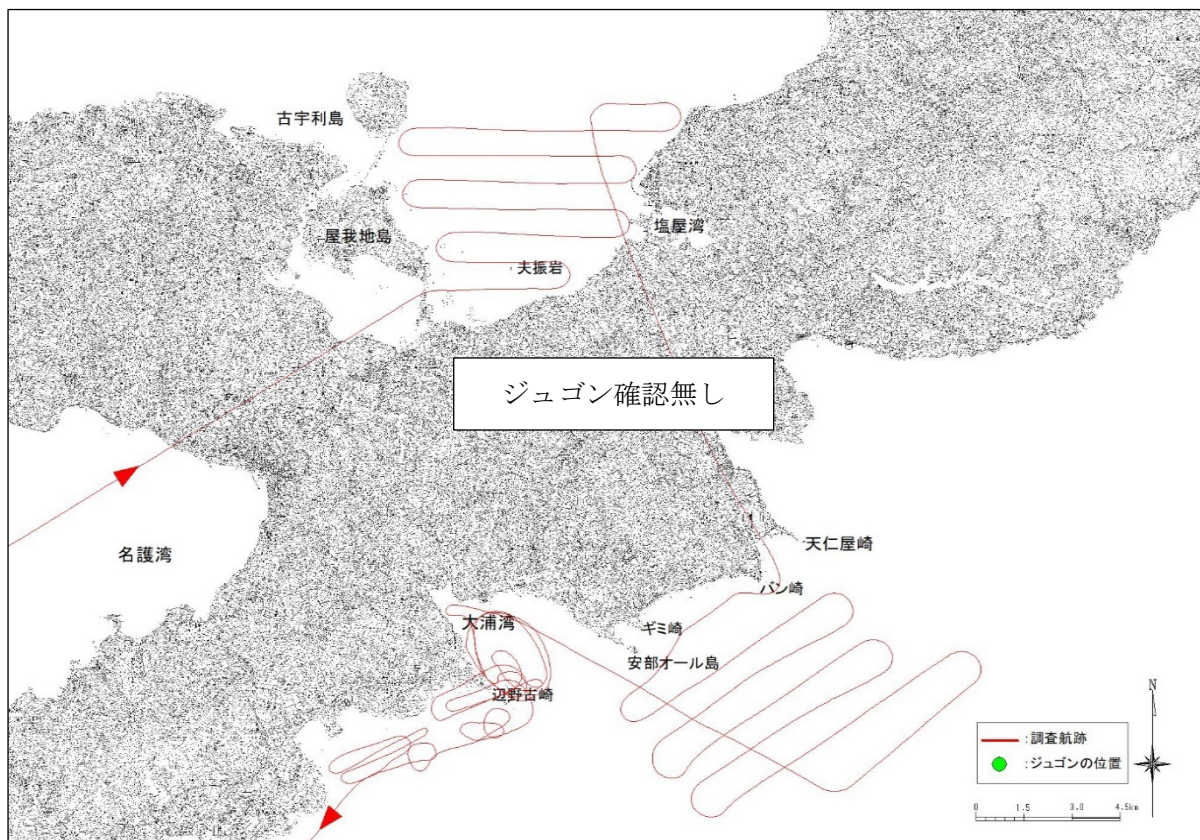 古宇利島
屋我地島
塩屋湾
夫振岩
ジュゴン確認無し
名護湾
天仁屋崎
バン崎
大浦湾
ギミ崎
安部オール島
辺野古崎
N
:調査航跡
:ジュゴンの位置
0 1.5 3.0 4.5km